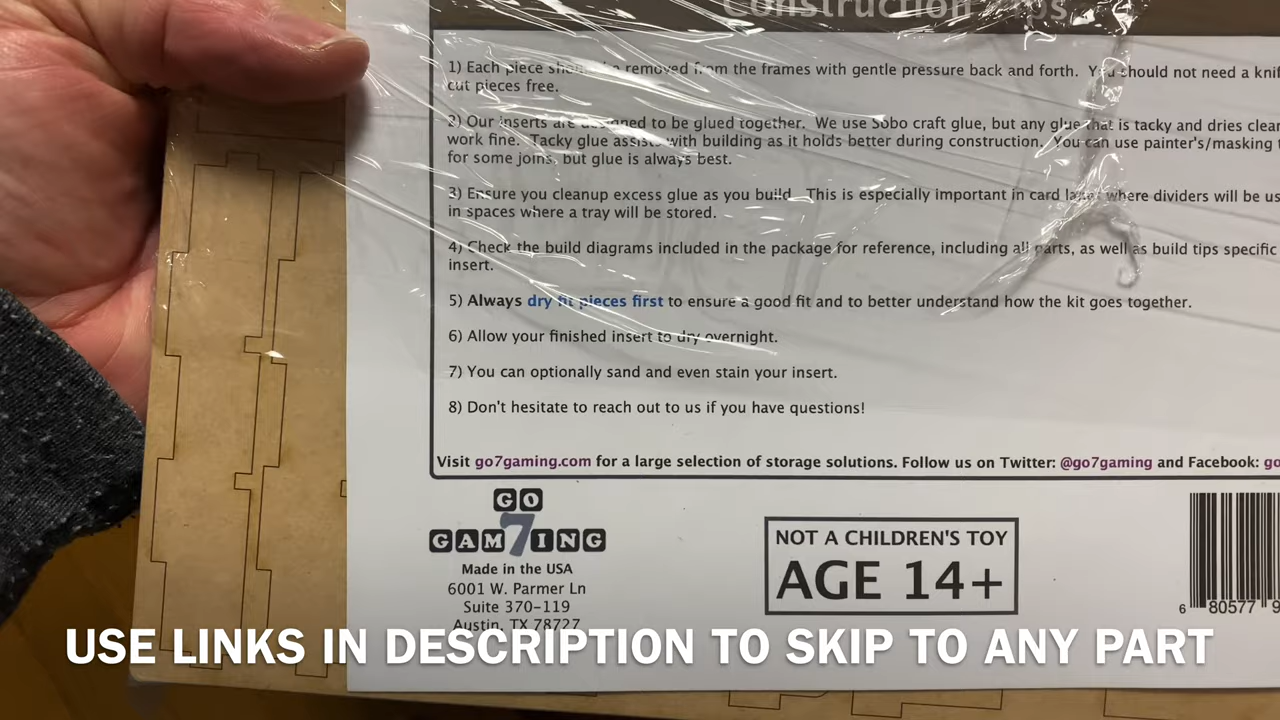 Construction Tips
1) Each piece should be removed from the frames with gentle pressure back and forth. You should not need a knif
cut pieces free.
2) Our inserts are designed to be glued together. We use Sobo craft glue, but any glue that is tacky and dries clear
work fine. Tacky glue assists with building as it holds better during construction. You can use painter's/masking t
for some joins, but glue is always best.
3) Ensure you cleanup excess glue as you build. This is especially important in card lanes where dividers will be us
in spaces where a tray will be stored.
4) Check the build diagrams included in the package for reference, including all parts, as well as build tips specific
insert.
5) Always dry fit pieces first to ensure a good fit and to better understand how the kit goes together.
6) Allow your finished insert to dry overnight.
7) You can optionally sand and even stain your insert.
8) Don't hesitate to reach out to us if you have questions!
Visit go7gaming.com for a large selection of storage solutions. Follow us on Twitter: @go7gaming and Facebook: go
GO
GAM7ING
Made in the USA
6001 W. Parmer Ln
Suite 370-119
Austin, TX 78727
NOT A CHILDREN'S TOY
AGE 14+
6 80577 9
USE LINKS IN DESCRIPTION TO SKIP TO ANY PART